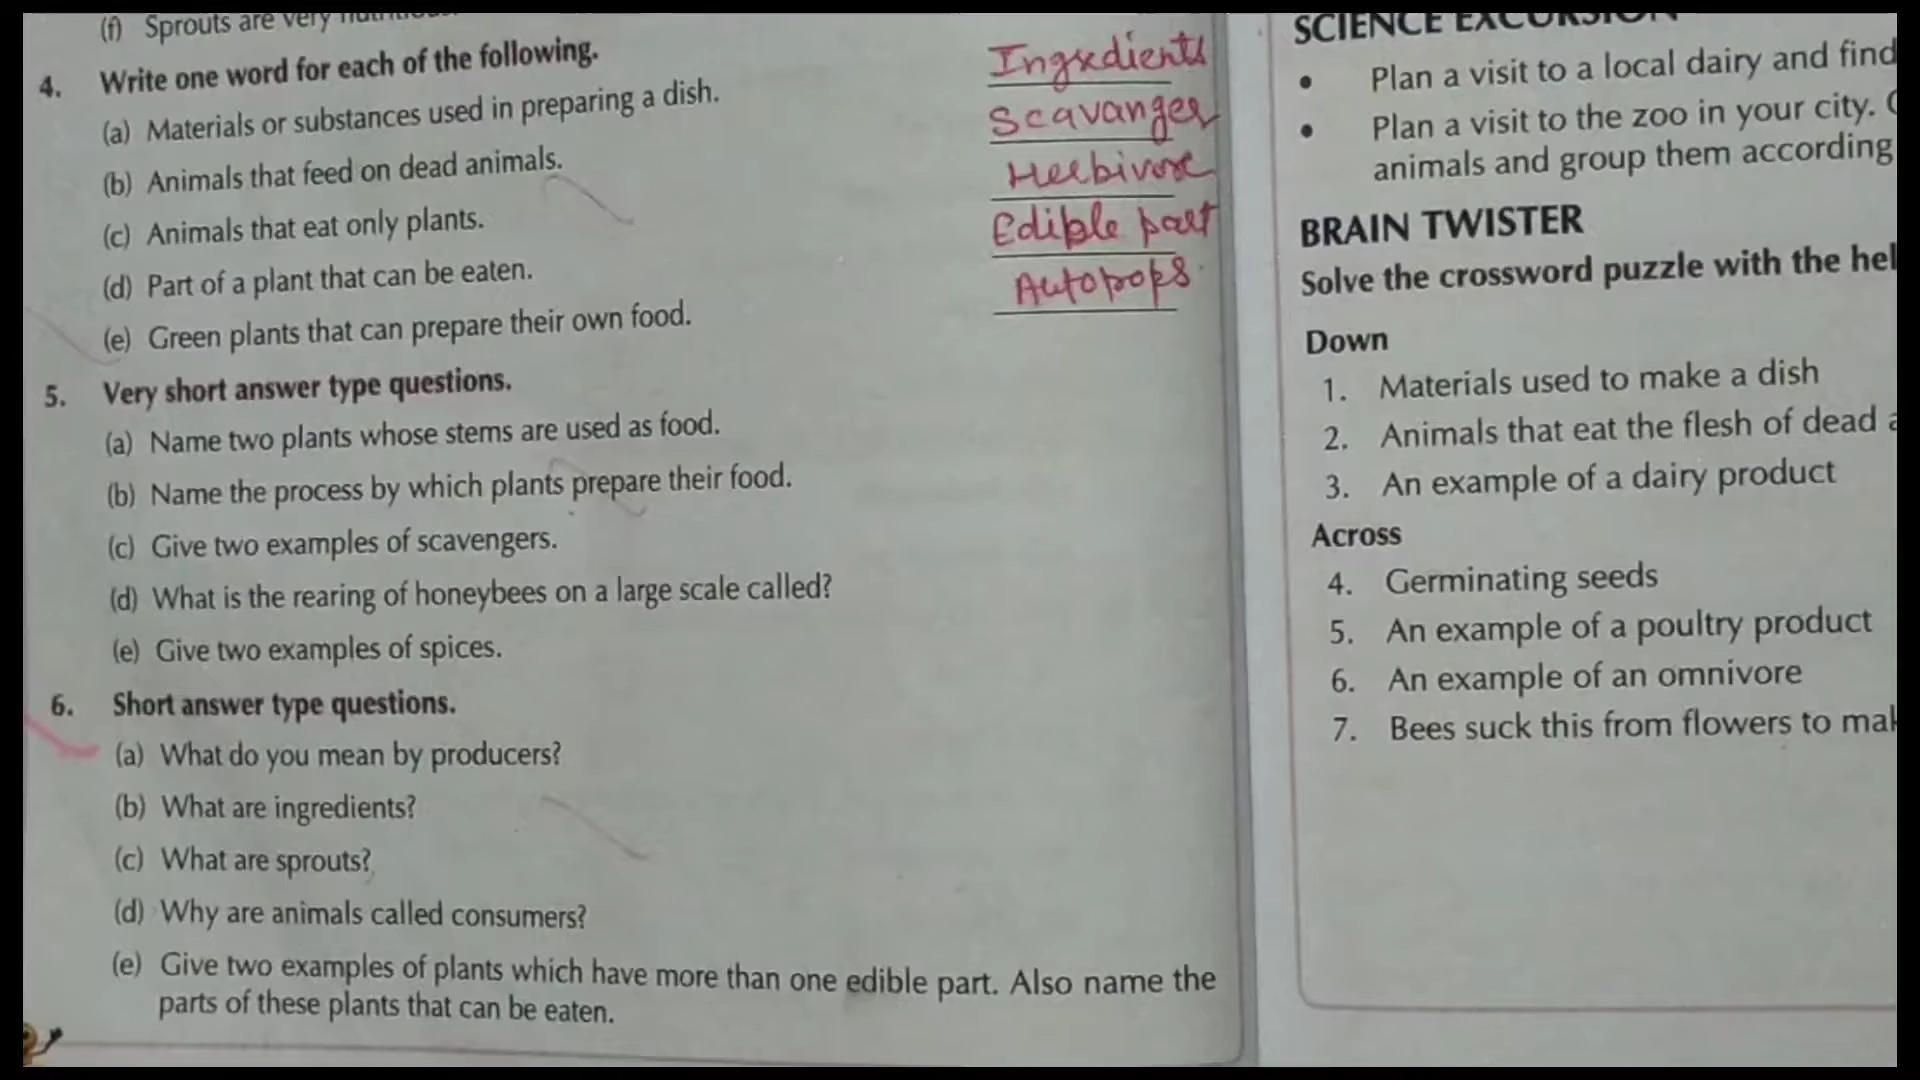 (f) Sprouts are very
4. Write one word for each of the following.
(a) Materials or substances used in preparing a dish. Ingredients
(b) Animals that feed on dead animals. Scavanger
(c) Animals that eat only plants. Herbivore
(d) Part of a plant that can be eaten. Edible part
(e) Green plants that can prepare their own food. Autopops
5. Very short answer type questions.
(a) Name two plants whose stems are used as food.
(b) Name the process by which plants prepare their food.
(c) Give two examples of scavengers.
(d) What is the rearing of honeybees on a large scale called?
(e) Give two examples of spices.
6. Short answer type questions.
(a) What do you mean by producers?
(b) What are ingredients?
(c) What are sprouts?
(d) Why are animals called consumers?
(e) Give two examples of plants which have more than one edible part. Also name the
parts of these plants that can be eaten.
SCIENCE EXCURSION
• Plan a visit to a local dairy and find
• Plan a visit to the zoo in your city.
animals and group them according
BRAIN TWISTER
Solve the crossword puzzle with the hel
Down
1. Materials used to make a dish
2. Animals that eat the flesh of dead
3. An example of a dairy product
Across
4. Germinating seeds
5. An example of a poultry product
6. An example of an omnivore
7. Bees suck this from flowers to mak